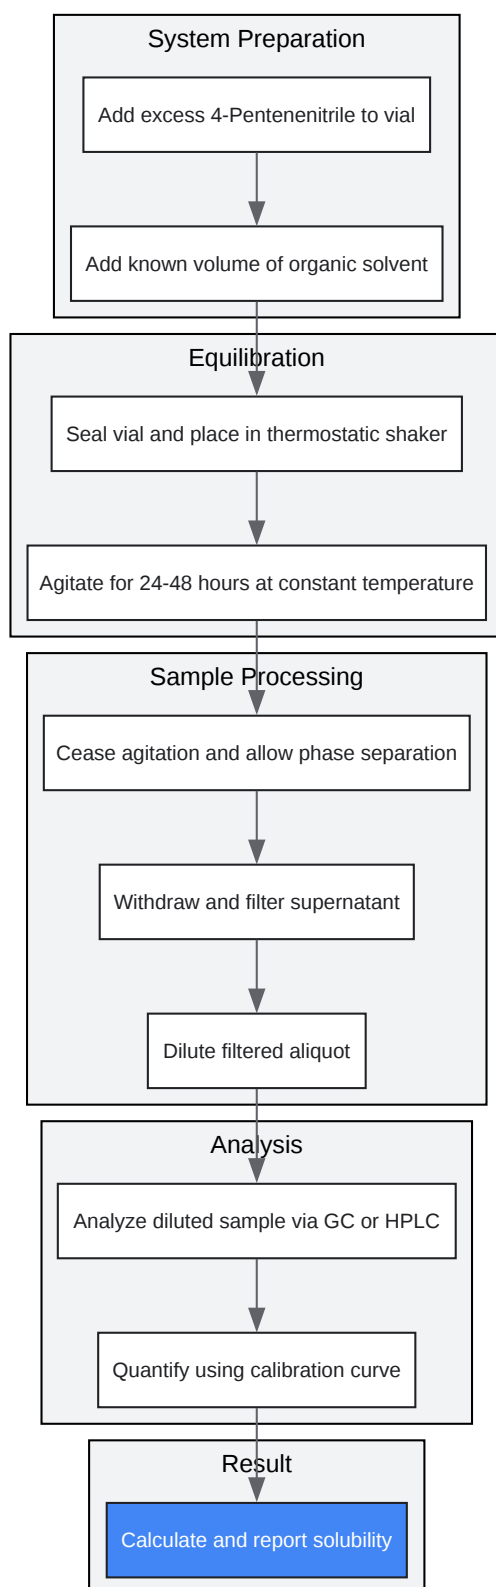 System Preparation
Add excess 4-Pentenenitrile to vial
Add known volume of organic solvent
Equilibration
Seal vial and place in thermostatic shaker
Agitate for 24-48 hours at constant temperature
Sample Processing
Cease agitation and allow phase separation
Withdraw and filter supernatant
Dilute filtered aliquot
Analysis
Analyze diluted sample via GC or HPLC
Quantify using calibration curve
Result
Calculate and report solubility